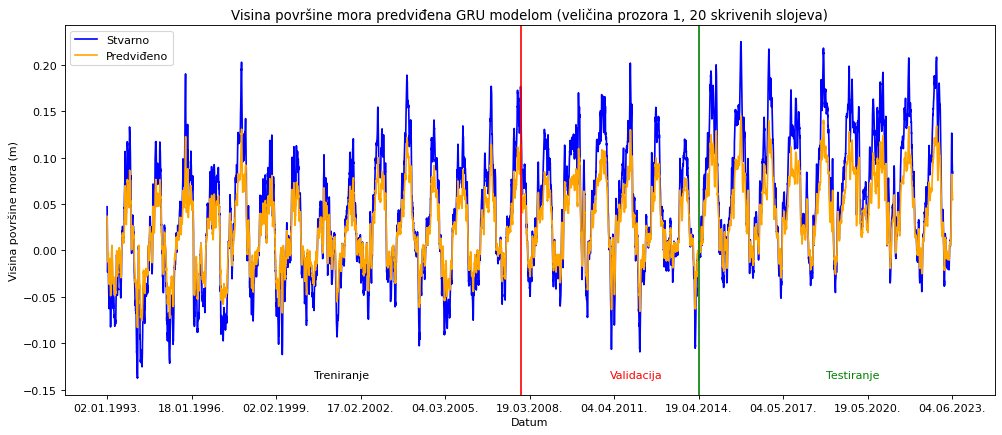 Visina površine mora predviđena GRU modelom (veličina prozora 1, 20 skrivenih slojeva)
Stvarno
Predviđeno
Visina površine mora (m)
0.20
0.15
0.10
0.05
0.00
−0.05
−0.10
−0.15
Treniranje
Validacija
Testiranje
02.01.1993.
18.01.1996.
02.02.1999.
17.02.2002.
04.03.2005.
19.03.2008.
04.04.2011.
19.04.2014.
04.05.2017.
19.05.2020.
04.06.2023.
Datum